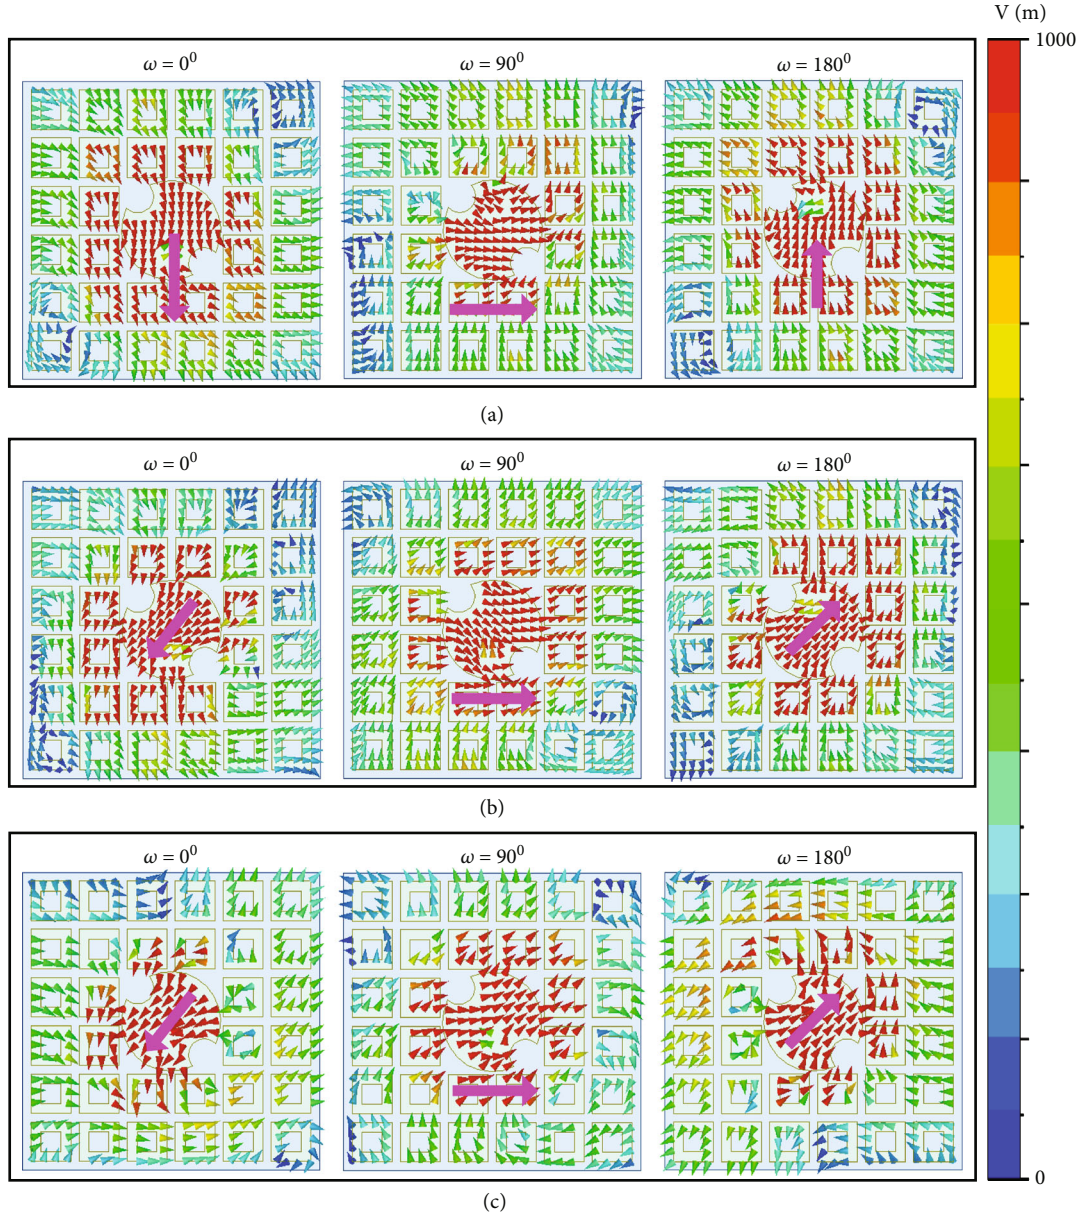 V (m)
1000
ω = 0⁰
ω = 90⁰
ω = 180⁰
(a)
ω = 0⁰
ω = 90⁰
ω = 180⁰
(b)
ω = 0⁰
ω = 90⁰
ω = 180⁰
0
(c)